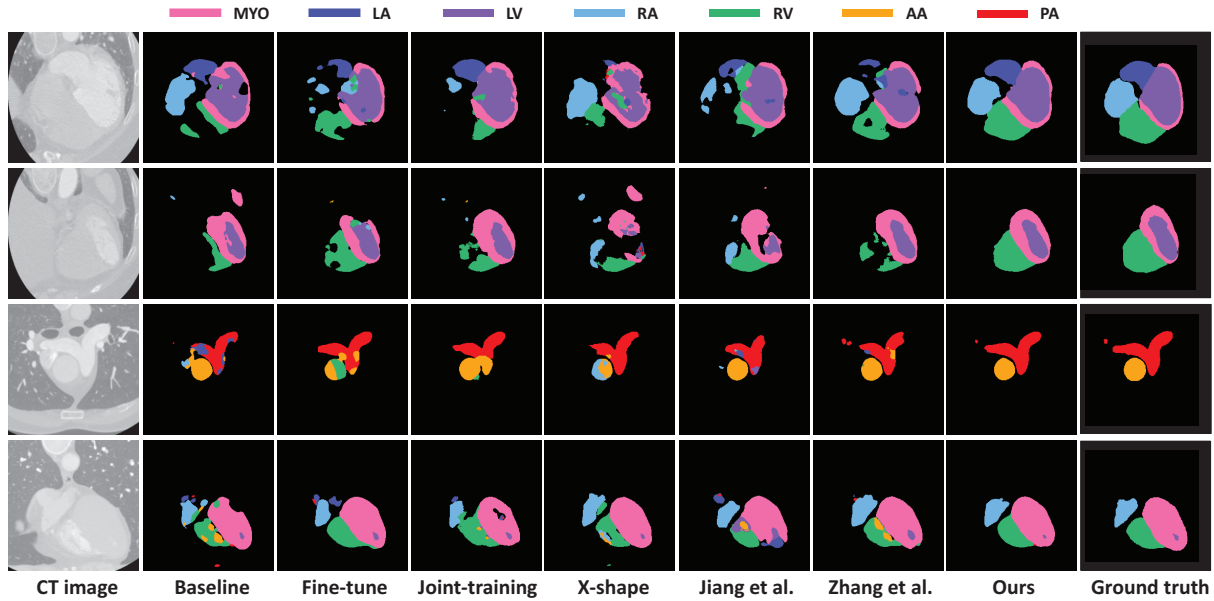 MYO LA LV RA RV AA PA
CT image Baseline Fine-tune Joint-training X-shape Jiang et al. Zhang et al. Ours Ground truth